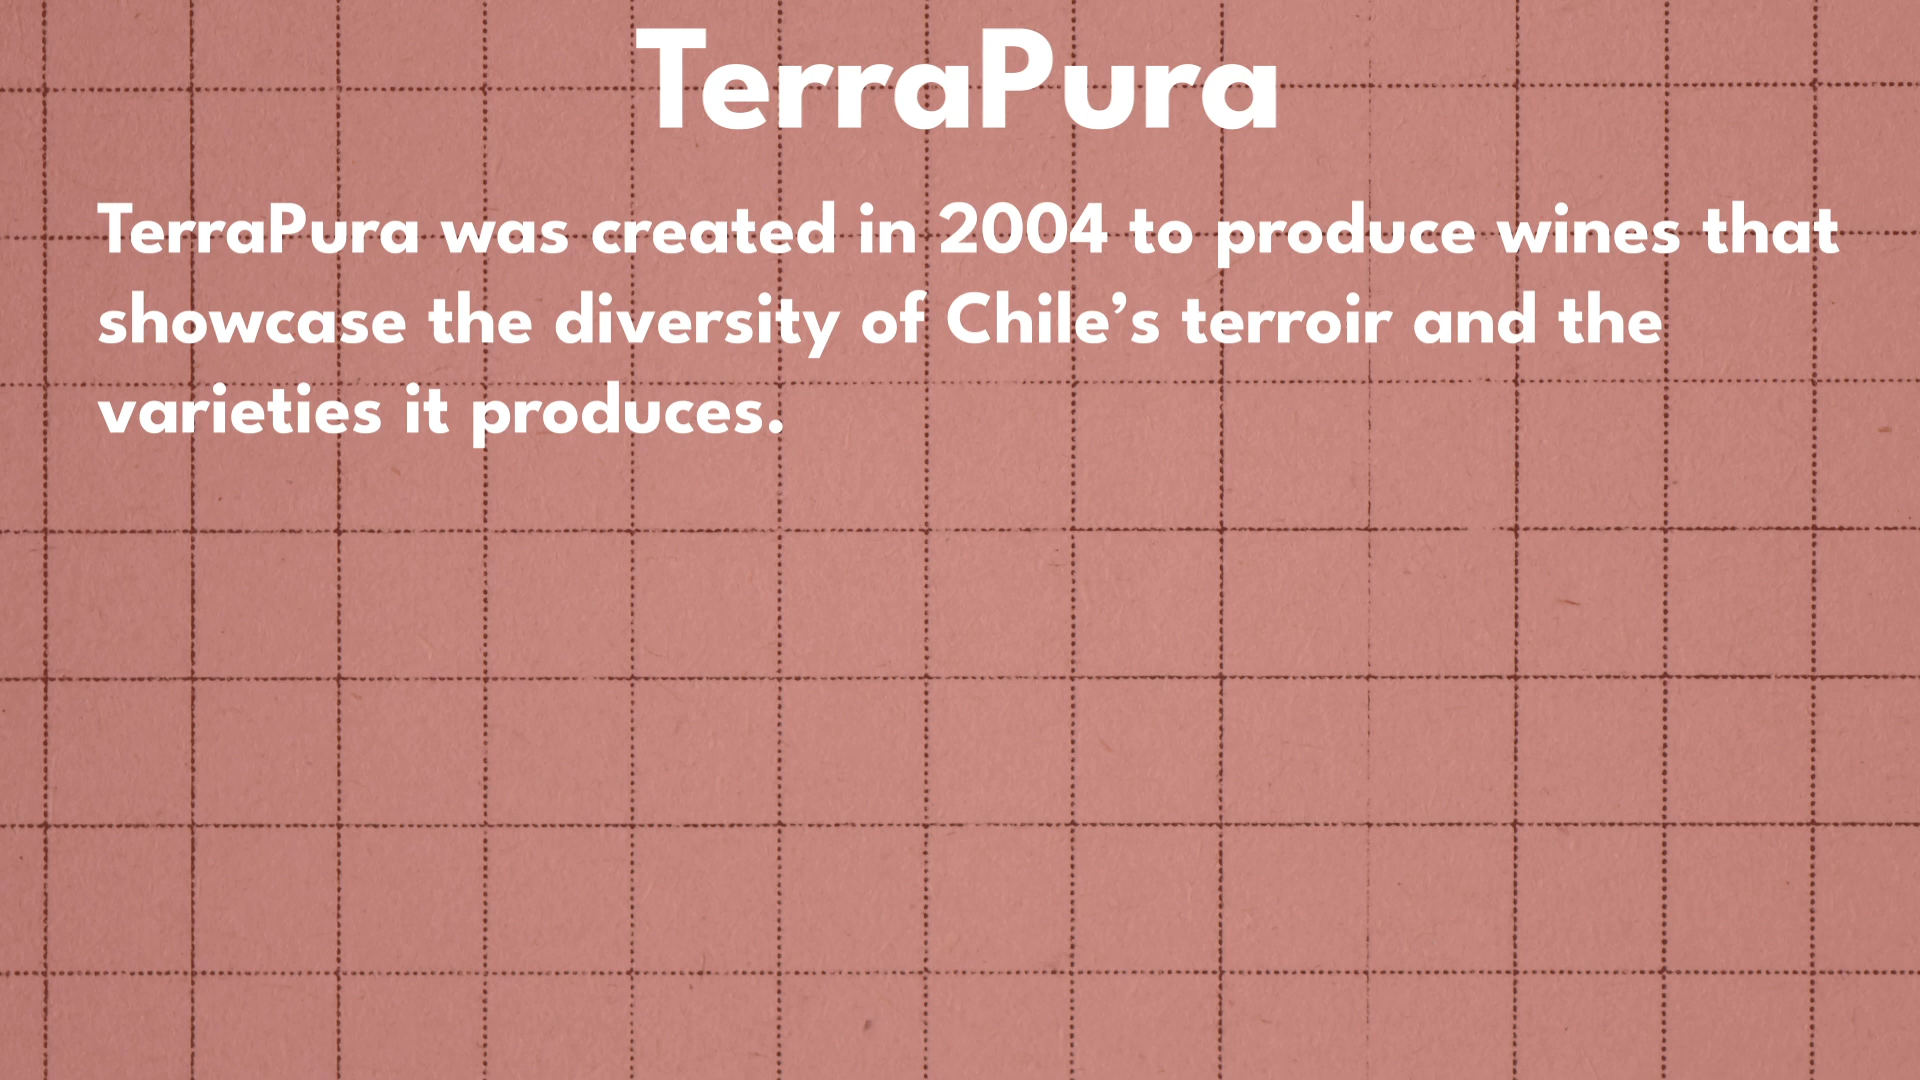 TerraPura
TerraPura was created in 2004 to produce wines that
showcase the diversity of Chile’s terroir and the
varieties it produces.